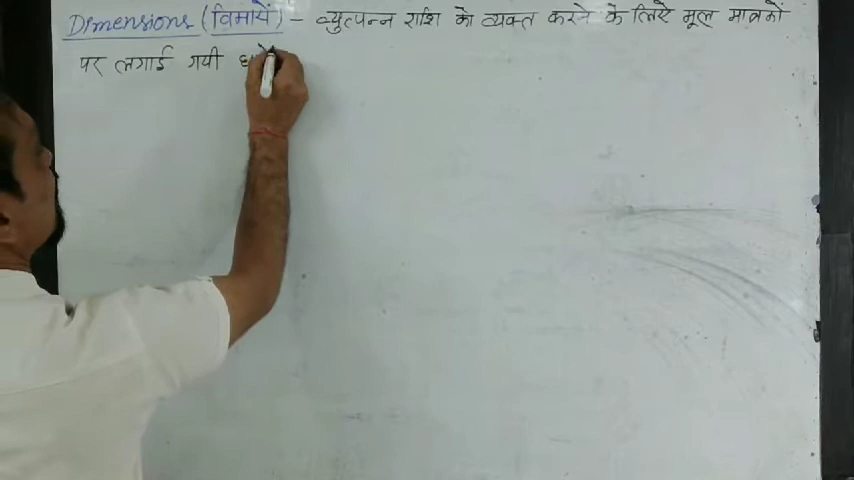 Dimensions (विमायें) – व्युत्पन्न राशि को व्यक्त करने के लिऐ मूल मात्रकों
पर लगाई गयी